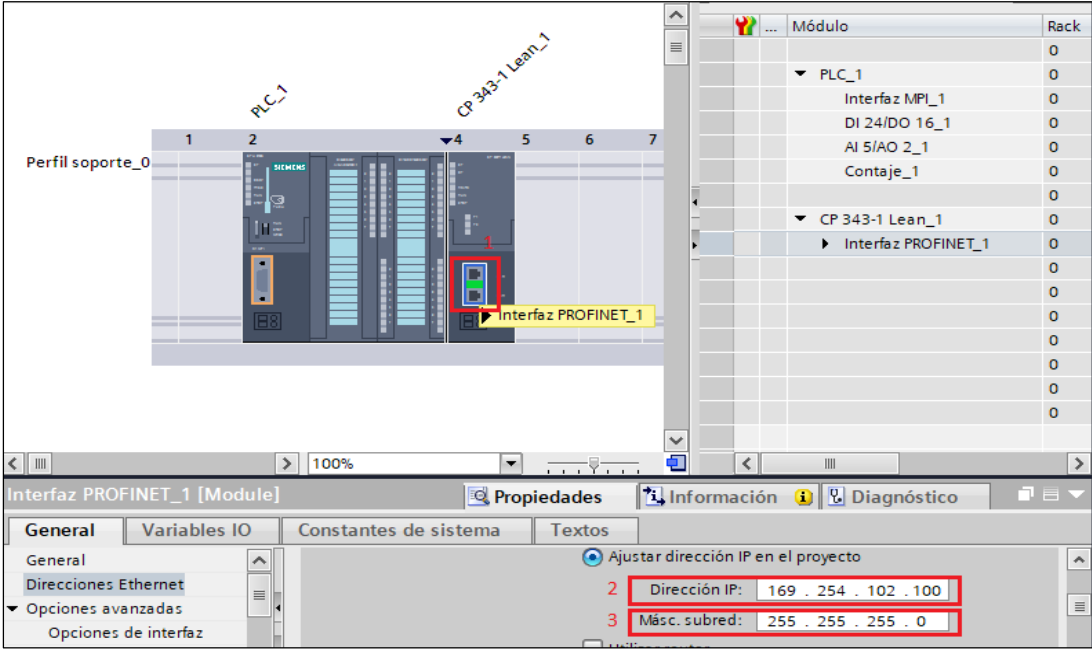 Módulo Rack
0
PLC_1 0
Interfaz MPI_1 0
DI 24/DO 16_1 0
AI 5/AO 2_1 0
Contaje_1 0
0
CP 343-1 Lean_1 0
Interfaz PROFINET_1 0
0
0
0
0
0
0
0
PLC_1
CP 343-1 Lean_1
1 2 4 5 6 7
Perfil soporte_0
SIEMENS
1
Interfaz PROFINET_1
100%
Interfaz PROFINET_1 [Module]
Propiedades Información Diagnóstico
General Variables IO Constantes de sistema Textos
General
Direcciones Ethernet
Opciones avanzadas
Opciones de interfaz
Ajustar dirección IP en el proyecto
2 Dirección IP: 169 . 254 . 102 .100
3 Másc. subred: 255 . 255 . 255 . 0